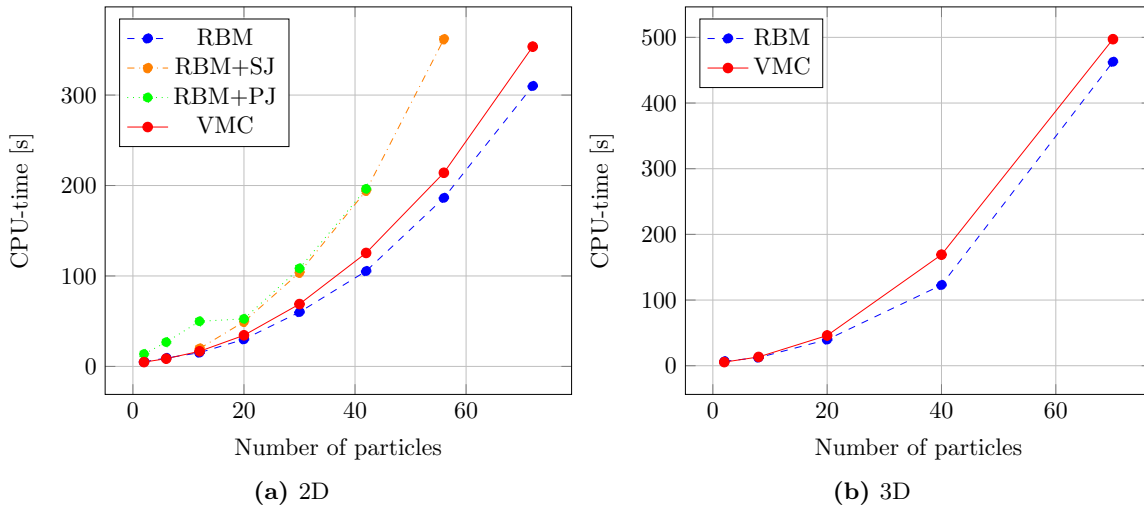 RBM
RBM+SJ
RBM+PJ
VMC
300
200
100
0
0
20
40
60
CPU-time [s]
Number of particles
(a) 2D
RBM
VMC
500
400
300
200
100
0
0
20
40
60
CPU-time [s]
Number of particles
(b) 3D